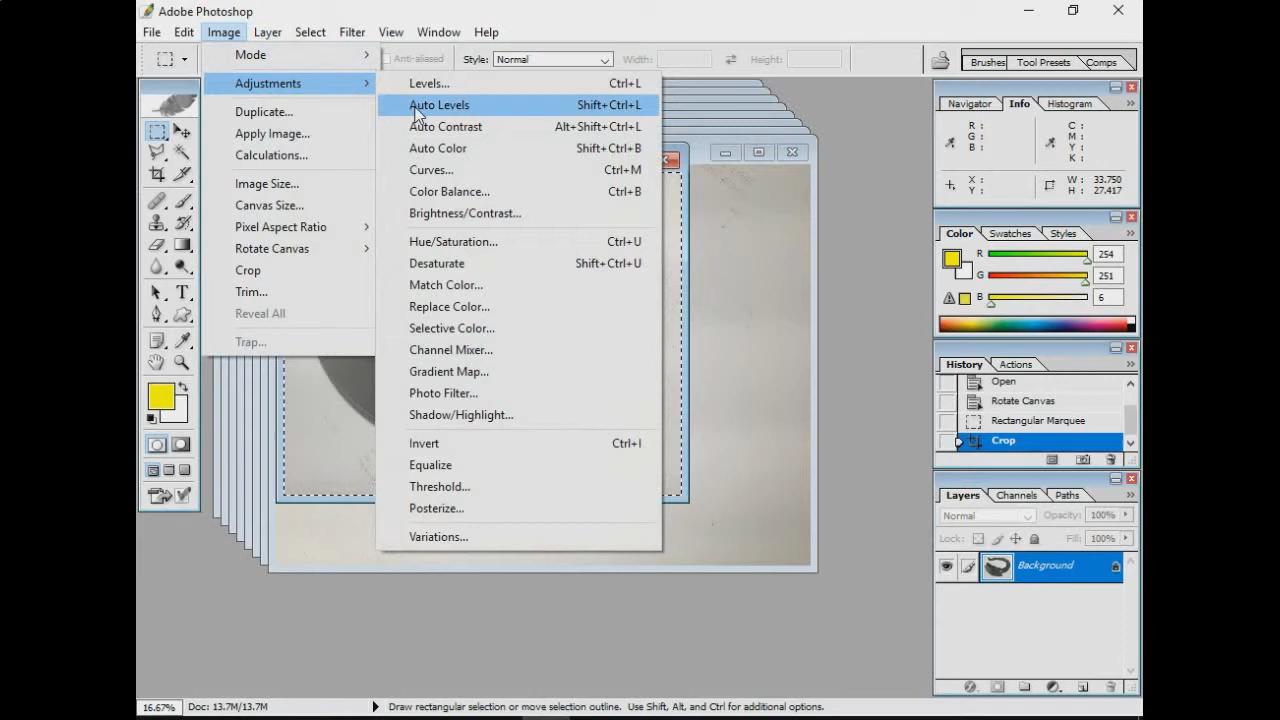 Adobe Photoshop
File Edit Image Layer Select Filter View Window Help
Anti-aliased Style: Normal Width: Height: Brushes Tool Presets Comps
Mode
Adjustments
Duplicate...
Apply Image...
Calculations...
Image Size...
Canvas Size...
Pixel Aspect Ratio
Rotate Canvas
Crop
Trim...
Reveal All
Trap...
Levels... Ctrl+L
Auto Levels Shift+Ctrl+L
Auto Contrast Alt+Shift+Ctrl+L
Auto Color Shift+Ctrl+B
Curves... Ctrl+M
Color Balance... Ctrl+B
Brightness/Contrast...
Hue/Saturation... Ctrl+U
Desaturate Shift+Ctrl+U
Match Color...
Replace Color...
Selective Color...
Channel Mixer...
Gradient Map...
Photo Filter...
Shadow/Highlight...
Invert Ctrl+I
Equalize
Threshold...
Posterize...
Variations...
Navigator Info Histogram
R : C :
G : M :
B : Y :
K :
X : W : 33.750
Y : H : 27.417
Color Swatches Styles
R 254
G 251
B 6
History Actions
Open
Rotate Canvas
Rectangular Marquee
Crop
Layers Channels Paths
Normal Opacity: 100%
Lock: Fill: 100%
Background
16.67% Doc: 13.7M/13.7M Draw rectangular selection or move selection outline. Use Shift, Alt, and Ctrl for additional options.